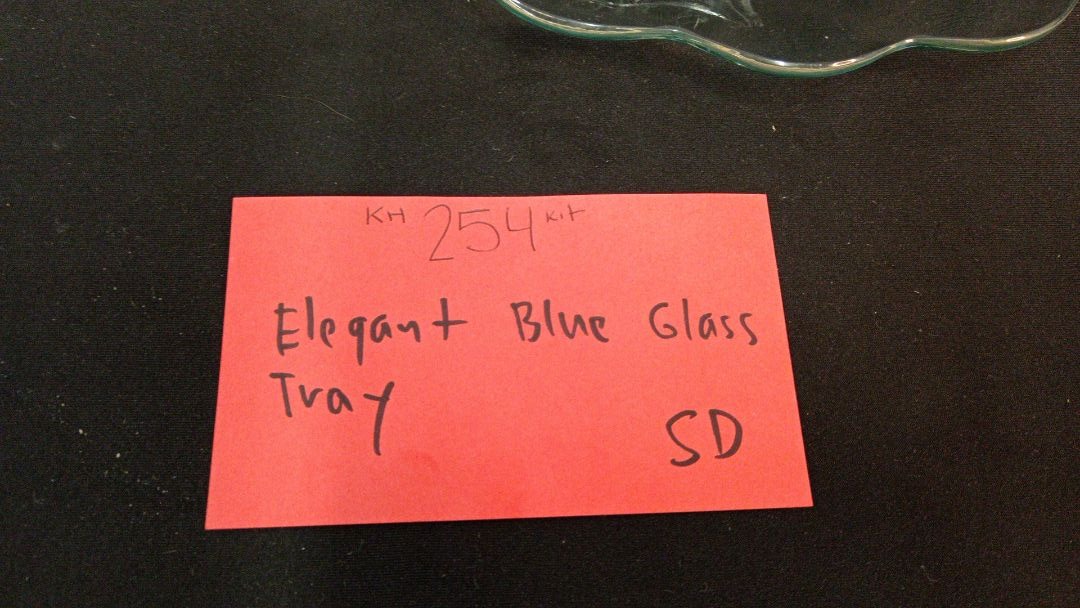 KH 254 Kit
Elegant Blue Glass
Tray
SD